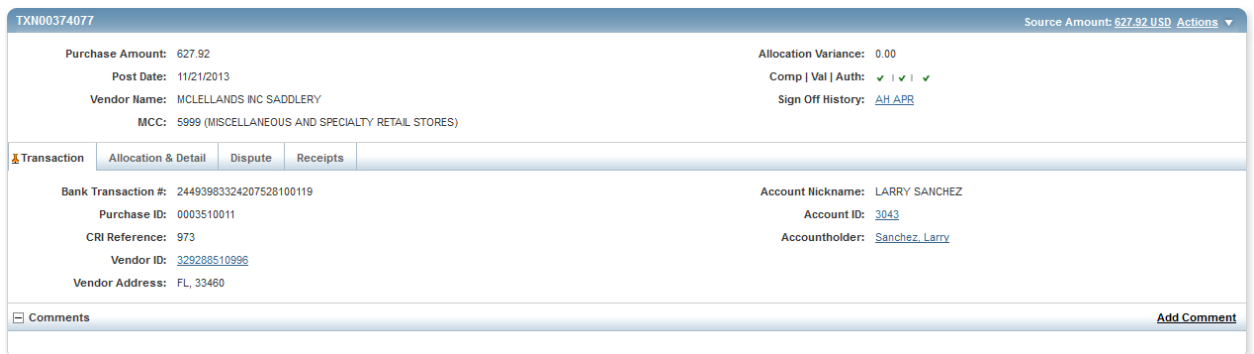 TXN00374077 Source Amount: 627.92 USD Actions ▼
Purchase Amount: 627.92 Allocation Variance: 0.00
Post Date: 11/21/2013 Comp | Val | Auth: ✔ | ✔ | ✔
Vendor Name: MCLELLANDS INC SADDLERY Sign Off History: AH APR
MCC: 5999 (MISCELLANEOUS AND SPECIALTY RETAIL STORES)
Transaction Allocation & Detail Dispute Receipts
Bank Transaction #: 24493983324207528100119 Account Nickname: LARRY SANCHEZ
Purchase ID: 0003510011 Account ID: 3043
CRI Reference: 973 Accountholder: Sanchez, Larry
Vendor ID: 329288510996
Vendor Address: FL, 33460
Comments Add Comment